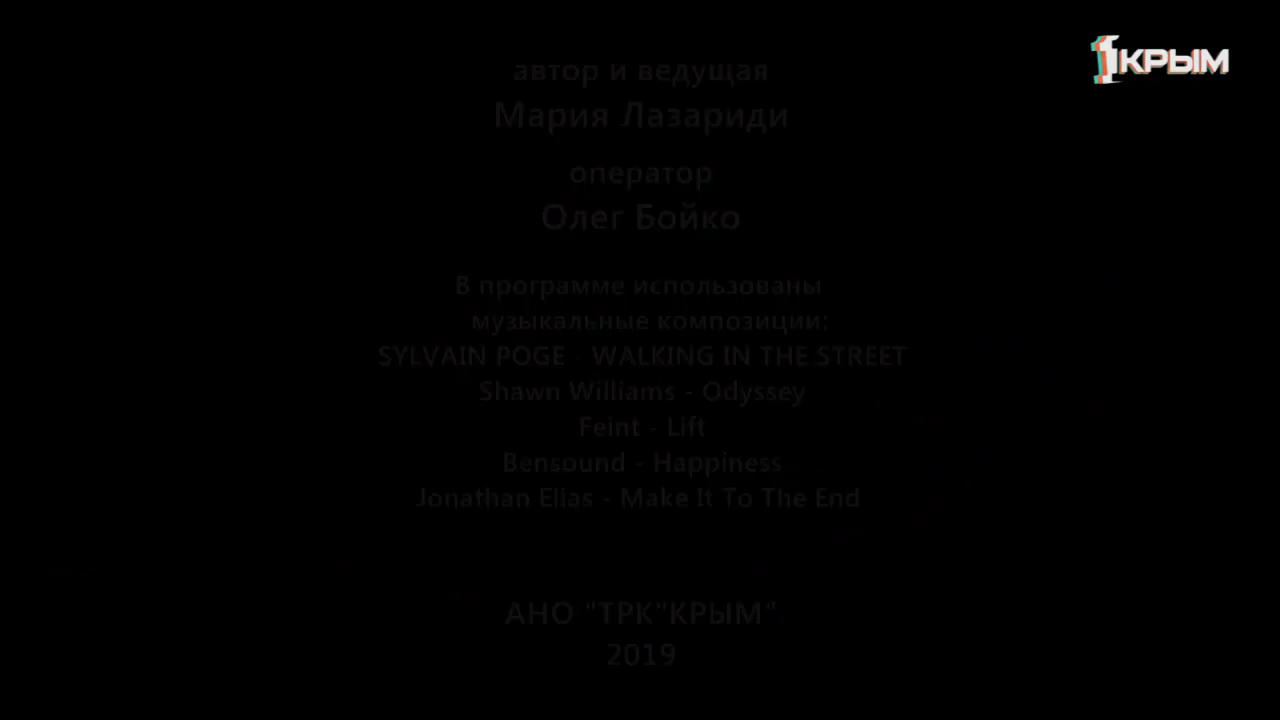 1КРЫМ
автор и ведущая
Мария Лазариди
оператор
Олег Бойко
В программе использованы
музыкальные композиции:
SYLVAIN POGE - WALKING IN THE STREET
Shawn Williams - Odyssey
Feint - Lift
Bensound - Happiness
Jonathan Elias - Make It To The End
АНО "ТРК"КРЫМ"
2019